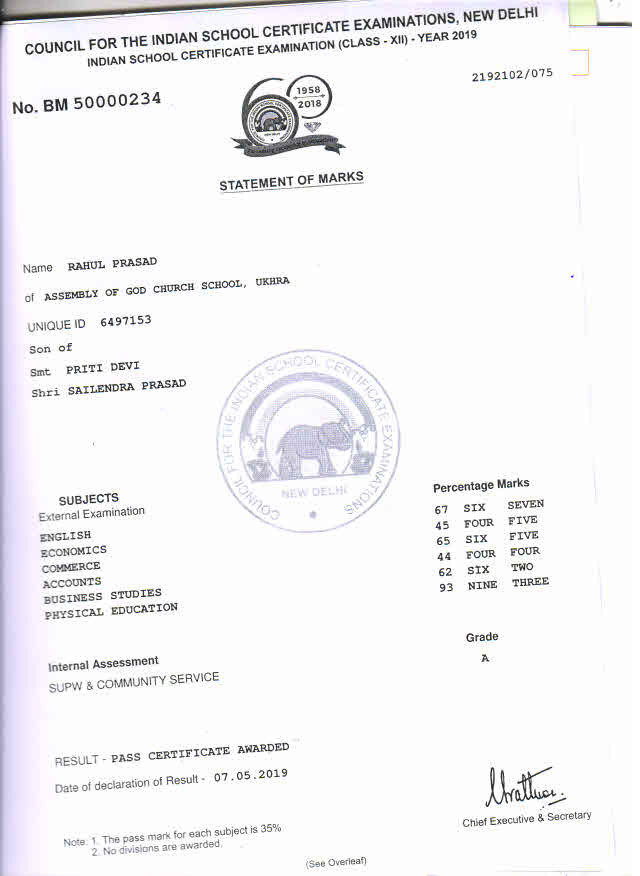 COUNCIL FOR THE INDIAN SCHOOL CERTIFICATE EXAMINATIONS, NEW DELHI
INDIAN SCHOOL CERTIFICATE EXAMINATION (CLASS - XII) - YEAR 2019
No. BM 50000234
2192102/075
1958
2018
NEW DELHI
STATEMENT OF MARKS
Name RAHUL PRASAD
of ASSEMBLY OF GOD CHURCH SCHOOL, UKHRA
UNIQUE ID 6497153
Son of
Smt PRITI DEVI
Shri SAILENDRA PRASAD
COUNCIL FOR THE INDIAN SCHOOL CERTIFICATE EXAMINATIONS
NEW DELHI
SUBJECTS Percentage Marks
External Examination
ENGLISH 67 SIX SEVEN
ECONOMICS 45 FOUR FIVE
COMMERCE 65 SIX FIVE
ACCOUNTS 44 FOUR FOUR
BUSINESS STUDIES 62 SIX TWO
PHYSICAL EDUCATION 93 NINE THREE
Internal Assessment Grade
SUPW & COMMUNITY SERVICE A
RESULT - PASS CERTIFICATE AWARDED
Date of declaration of Result - 07.05.2019
Chief Executive & Secretary
Note: 1. The pass mark for each subject is 35%
2. No divisions are awarded.
(See Overleaf)